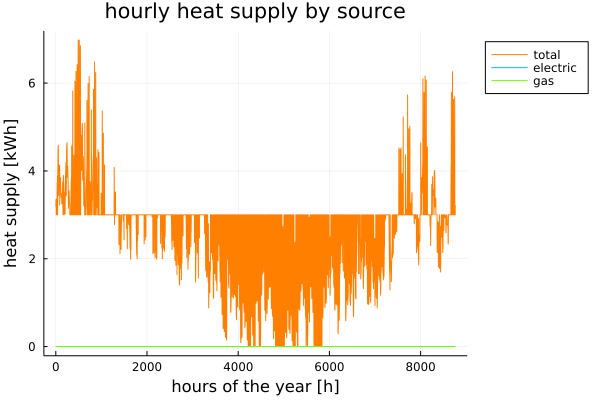 hourly heat supply by source
total
electric
gas
6
4
2
0
heat supply [kWh]
0 2000 4000 6000 8000
hours of the year [h]